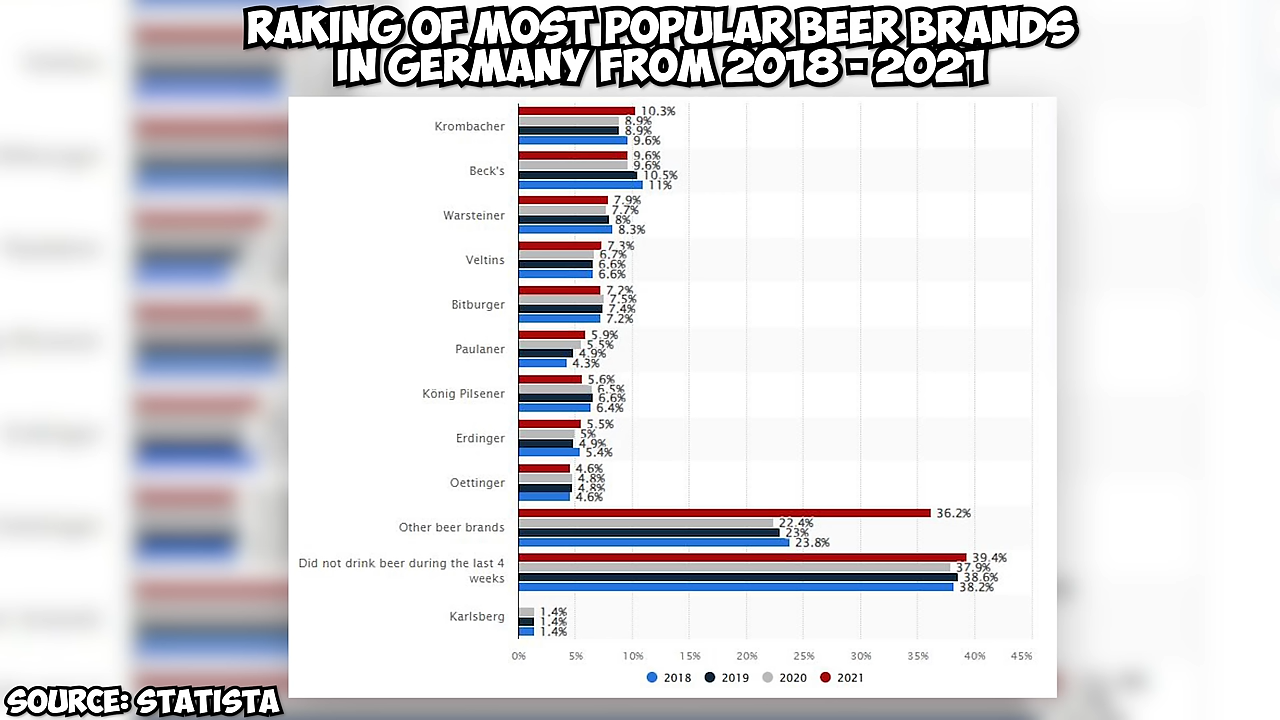 RAKING OF MOST POPULAR BEER BRANDS
IN GERMANY FROM 2018 - 2021
Krombacher
10.3%
8.9%
8.9%
9.6%
Beck's
9.6%
9.6%
10.5%
11%
Warsteiner
7.9%
7.7%
8%
8.3%
Veltins
7.3%
6.7%
6.6%
6.6%
Bitburger
7.2%
7.5%
7.4%
7.2%
Paulaner
5.9%
5.5%
4.9%
4.3%
König Pilsener
5.6%
6.5%
6.6%
6.4%
Erdinger
5.5%
5%
4.9%
5.4%
Oettinger
4.6%
4.8%
4.8%
4.6%
Other beer brands
36.2%
22.4%
23%
23.8%
Did not drink beer during the last 4
weeks
39.4%
37.9%
38.6%
38.2%
Karlsberg
1.4%
1.4%
1.4%
0% 5% 10% 15% 20% 25% 30% 35% 40% 45%
2018 2019 2020 2021
SOURCE: STATISTA